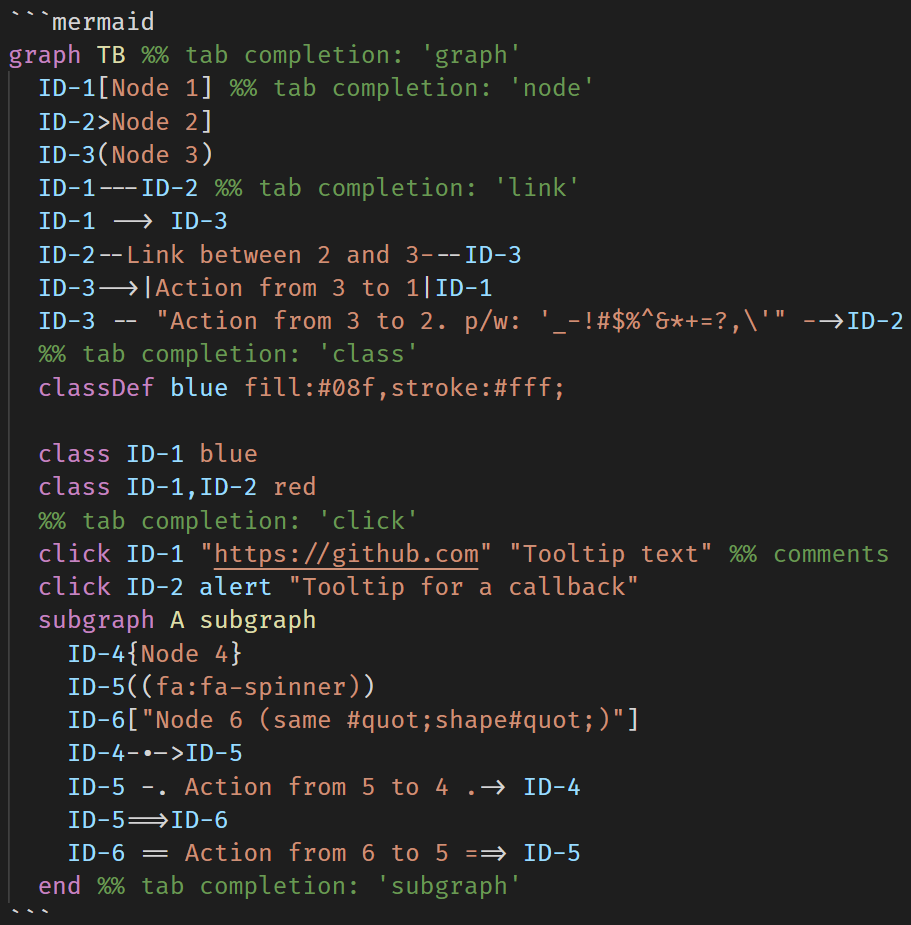 ```mermaid
graph TB %% tab completion: 'graph'
  ID-1[Node 1] %% tab completion: 'node'
  ID-2>Node 2]
  ID-3(Node 3)
  ID-1---ID-2 %% tab completion: 'link'
  ID-1 --> ID-3
  ID-2--Link between 2 and 3---ID-3
  ID-3-->|Action from 3 to 1|ID-1
  ID-3 -- "Action from 3 to 2. p/w: '_-!#$%^&*+=?,\'" -->ID-2
  %% tab completion: 'class'
  classDef blue fill:#08f,stroke:#fff;

  class ID-1 blue
  class ID-1,ID-2 red
  %% tab completion: 'click'
  click ID-1 "https://github.com" "Tooltip text" %% comments
  click ID-2 alert "Tooltip for a callback"
  subgraph A subgraph
    ID-4{Node 4}
    ID-5((fa:fa-spinner))
    ID-6["Node 6 (same #quot;shape#quot;)"]
    ID-4-.->ID-5
    ID-5 -. Action from 5 to 4 .-> ID-4
    ID-5==>ID-6
    ID-6 == Action from 6 to 5 ==> ID-5
  end %% tab completion: 'subgraph'
```